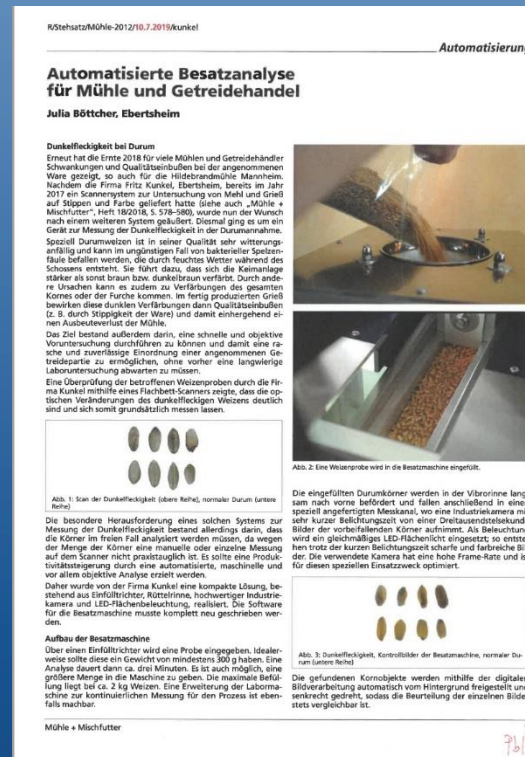 R/Stehsatz/Mühle-2012/10.7.2019/kunkel
Automatisierung
Automatisierte Besatzanalyse
für Mühle und Getreidehandel
Julia Böttcher, Ebertsheim
Dunkelfleckigkeit bei Durum
Erneut hat die Ernte 2018 für viele Mühlen und Getreidehändler
Schwankungen und Qualitätseinbußen bei der angenommenen
Ware gezeigt, so auch für die Hildebrandmühle Mannheim.
Nachdem die Firma Fritz Kunkel, Ebertsheim, bereits im Jahr
2017 ein Scannersystem zur Untersuchung von Mehl und Grieß
auf Stippen und Farbe geliefert hatte (siehe auch „Mühle +
Mischfutter“, Heft 18/2018, S. 578–580), wurde nun der Wunsch
nach einem weiteren System geäußert. Diesmal ging es um ein
Gerät zur Messung der Dunkelfleckigkeit in der Durumannahme.
Speziell Durumweizen ist in seiner Qualität sehr witterungs-
anfällig und kann im ungünstigen Fall von bakterieller Spelzen-
fäule befallen werden, die durch feuchtes Wetter während des
Schossens entsteht. Sie führt dazu, dass sich die Keimanlage
stärker als sonst braun bzw. dunkelbraun verfärbt. Durch ande-
re Ursachen kann es zudem zu Verfärbungen des gesamten
Kornes oder der Furche kommen. Im fertig produzierten Grieß
bewirken diese dunklen Verfärbungen dann Qualitätseinbußen
(z. B. durch Stippigkeit der Ware) und damit einhergehend ei-
nen Ausbeuteverlust der Mühle.
Das Ziel bestand außerdem darin, eine schnelle und objektive
Voruntersuchung durchführen zu können und damit eine ra-
sche und zuverlässige Einordnung einer angenommenen Ge-
treidepartie zu ermöglichen, ohne vorher eine langwierige
Laboruntersuchung abwarten zu müssen.
Eine Überprüfung der betroffenen Weizenproben durch die Fir-
ma Kunkel mithilfe eines Flachbett-Scanners zeigte, dass die op-
tischen Veränderungen des dunkelfleckigen Weizens deutlich
sind und sich somit grundsätzlich messen lassen.
Abb. 1: Scan der Dunkelfleckigkeit (obere Reihe), normaler Durum (untere
Reihe)
Die besondere Herausforderung eines solchen Systems zur
Messung der Dunkelfleckigkeit bestand allerdings darin, dass
die Körner im freien Fall analysiert werden müssen, da wegen
der Menge der Körner eine manuelle oder einzelne Messung
auf dem Scanner nicht praxistauglich ist. Es sollte eine Produk-
tivitätssteigerung durch eine automatisierte, maschinelle und
vor allem objektive Analyse erzielt werden.
Daher wurde von der Firma Kunkel eine kompakte Lösung, be-
stehend aus Einfülltrichter, Rüttelrinne, hochwertiger Industrie-
kamera und LED-Flächenbeleuchtung, realisiert. Die Software
für die Besatzmaschine musste komplett neu geschrieben wer-
den.
Aufbau der Besatzmaschine
Über einen Einfülltrichter wird eine Probe eingegeben. Idealer-
weise sollte diese ein Gewicht von mindestens 300 g haben. Eine
Analyse dauert dann ca. drei Minuten. Es ist auch möglich, eine
größere Menge in die Maschine zu geben. Die maximale Befül-
lung liegt bei ca. 2 kg Weizen. Eine Erweiterung der Laborma-
schine zur kontinuierlichen Messung für den Prozess ist eben-
falls machbar.
Abb. 2: Eine Weizenprobe wird in die Besatzmaschine eingefüllt.
Die eingefüllten Durumkörner werden in der Vibrorinne lang
sam nach vorne befördert und fallen anschließend in einen
speziell angefertigten Messkanal, wo eine Industriekamera mi
sehr kurzer Belichtungszeit von einer Dreitausendstelsekunde
Bilder der vorbeifallenden Körner aufnimmt. Als Beleuchtung
wird ein gleichmäßiges LED-Flächenlicht eingesetzt; so entste
hen trotz der kurzen Belichtungszeit scharfe und farbreiche Bil
der. Die verwendete Kamera hat eine hohe Frame-Rate und is
für diesen speziellen Einsatzzweck optimiert.
Abb. 3: Dunkelfleckigkeit, Kontrollbilder der Besatzmaschine, normaler Du-
rum (untere Reihe)
Die gefundenen Kornobjekte werden mithilfe der digitalen
Bildverarbeitung automatisch vom Hintergrund freigestellt und
senkrecht gedreht, sodass die Beurteilung der einzelnen Bilde
stets vergleichbar ist.
Mühle + Mischfutter